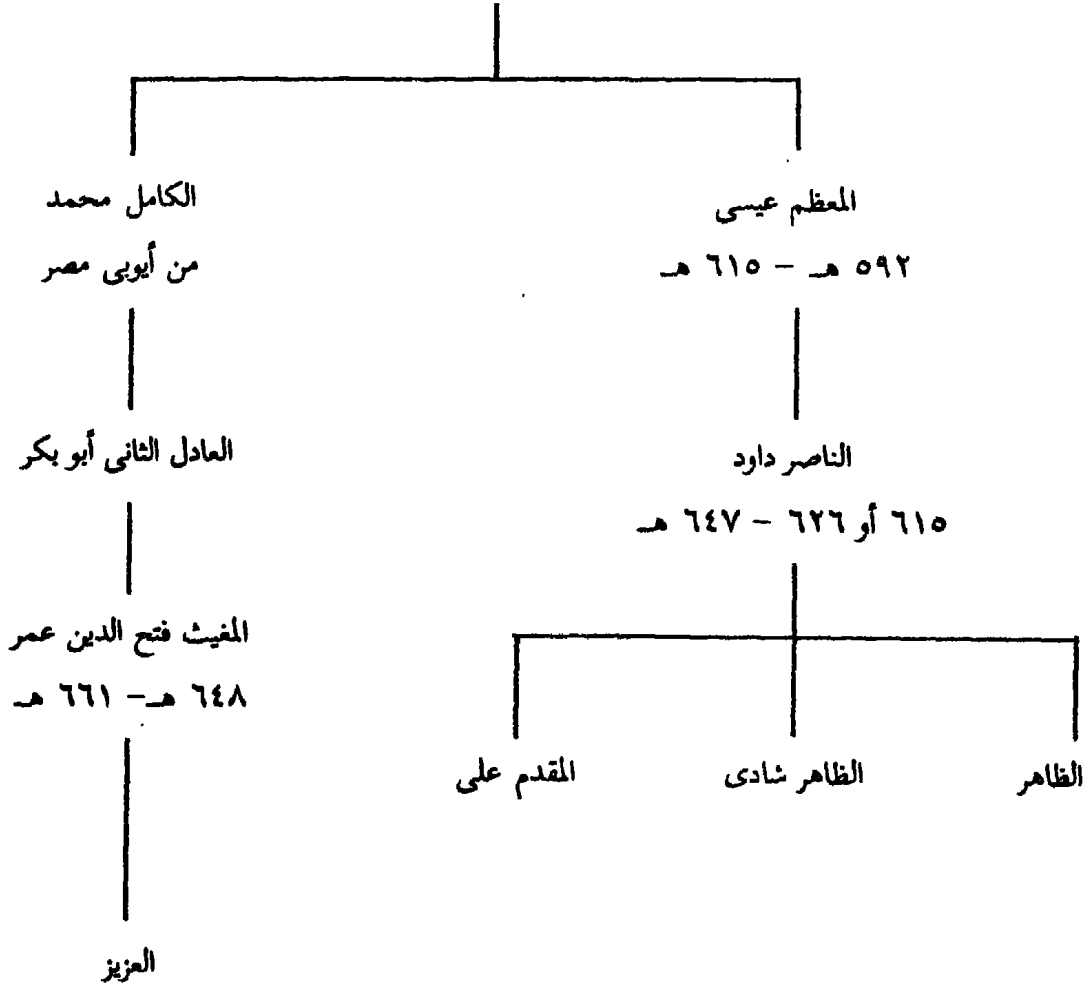 المعظم عيسى
٥٩٢ هـ – ٦١٥ هـ
الكامل محمد
من أيوبى مصر
الناصر داود
٦١٥ أو ٦٢٦ – ٦٤٧ هـ
العادل الثانى أبو بكر
المغيث فتح الدين عمر
٦٤٨ هـ – ٦٦١ هـ
الظاهر
الظاهر شادى
المقدم على
العزيز